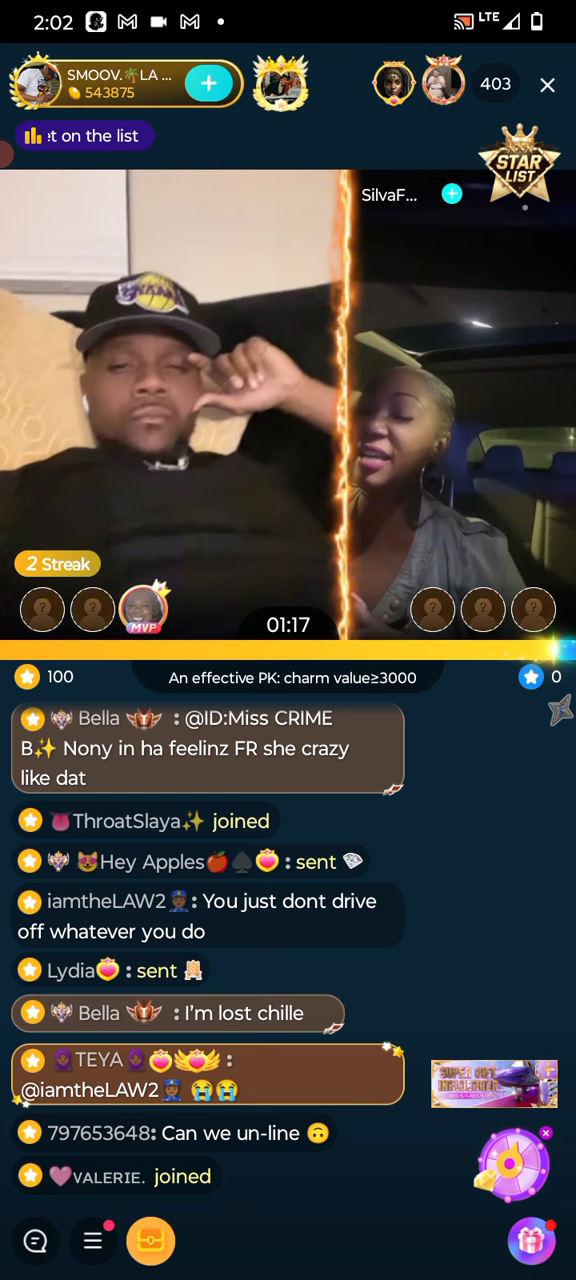 2:02
LTE
SMOOV.🌴LA ...
543875
403
et on the list
STAR
LIST
SilvaF...
2 Streak
? ? MVP
? ? ?
01:17
100
An effective PK: charm value≥3000
0
Bella : @ID:Miss CRIME
B✨ Nony in ha feelinz FR she crazy
like dat
👅ThroatSlaya✨ joined
😻Hey Apples🍎♠️ : sent 💎
iamtheLAW2👮🏾‍♂️: You just dont drive
off whatever you do
Lydia : sent
Bella : I'm lost chille
TEYA :
@iamtheLAW2👮🏾‍♂️ 😭😭
797653648: Can we un-line 🙃
🩷VALERIE. joined
SUPER GIFT